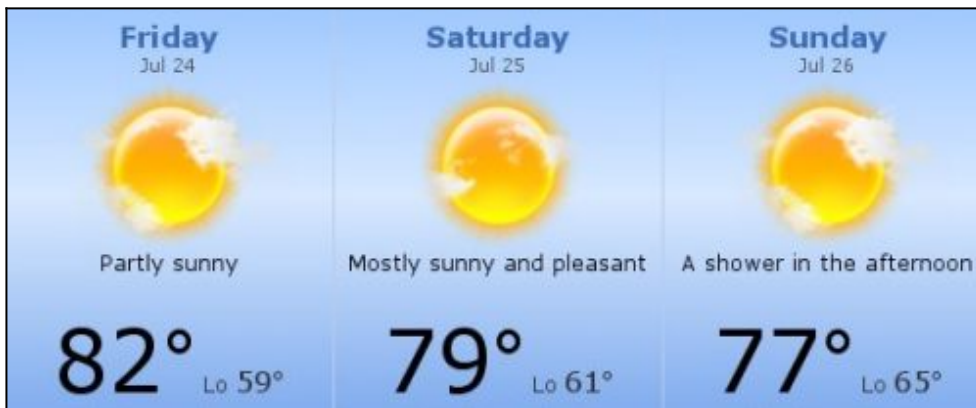 Friday
Jul 24
Partly sunny
82° Lo 59°
Saturday
Jul 25
Mostly sunny and pleasant
79° Lo 61°
Sunday
Jul 26
A shower in the afternoon
77° Lo 65°